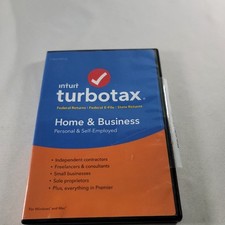 intuit
turbotax.
Federal Returns • Federal E-File • State Returns
Home & Business
Personal & Self-Employed
• Independent contractors
• Freelancers & consultants
• Small businesses
• Sole proprietors
• Plus, everything in Premier
For Windows and Mac